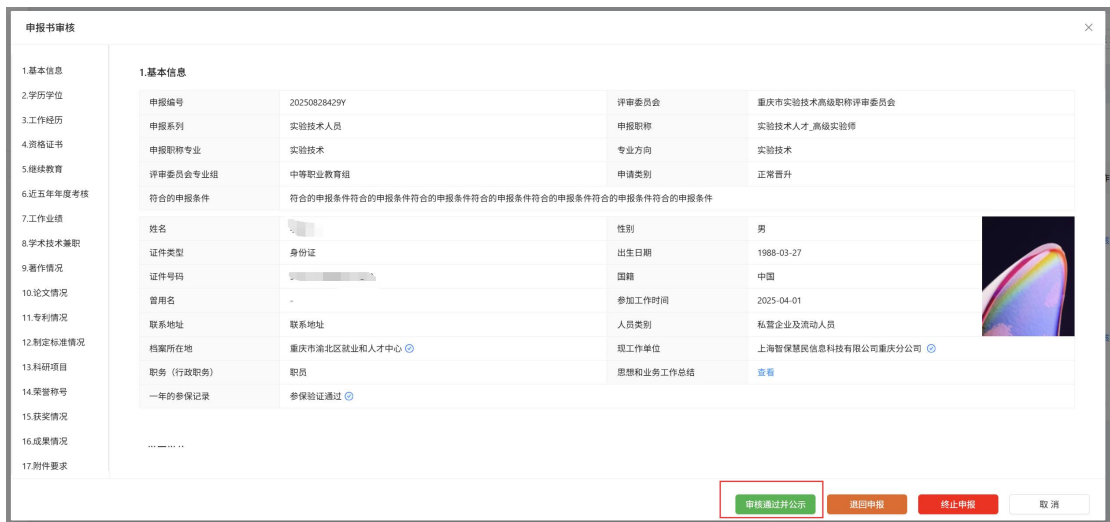 申报书审核
1.基本信息
2.学历学位
3.工作经历
4.资格证书
5.继续教育
6.近五年年度考核
7.工作业绩
8.学术技术兼职
9.著作情况
10.论文情况
11.专利情况
12.制定标准情况
13.科研项目
14.荣誉称号
15.获奖情况
16.成果情况
17.附件要求
1.基本信息
申报编号 20250828429Y 评审委员会 重庆市实验技术高级职称评审委员会
申报系列 实验技术人员 申报职称 实验技术人才_高级实验师
申报职称专业 实验技术 专业方向 实验技术
评审委员会专业组 中等职业教育组 申请类别 正常晋升
符合的申报条件 符合的申报条件符合的申报条件符合的申报条件符合的申报条件符合的申报条件符合的申报条件符合的申报条件
姓名 性别 男
证件类型 身份证 出生日期 1988-03-27
证件号码 国籍 中国
曾用名 - 参加工作时间 2025-04-01
联系地址 联系地址 人员类别 私营企业及流动人员
档案所在地 重庆市渝北区就业和人才中心 现工作单位 上海智保慧民信息科技有限公司重庆分公司
职务（行政职务） 职员 思想和业务工作总结 查看
一年的参保记录 参保验证通过
审核通过并公示 退回申报 终止申报 取消